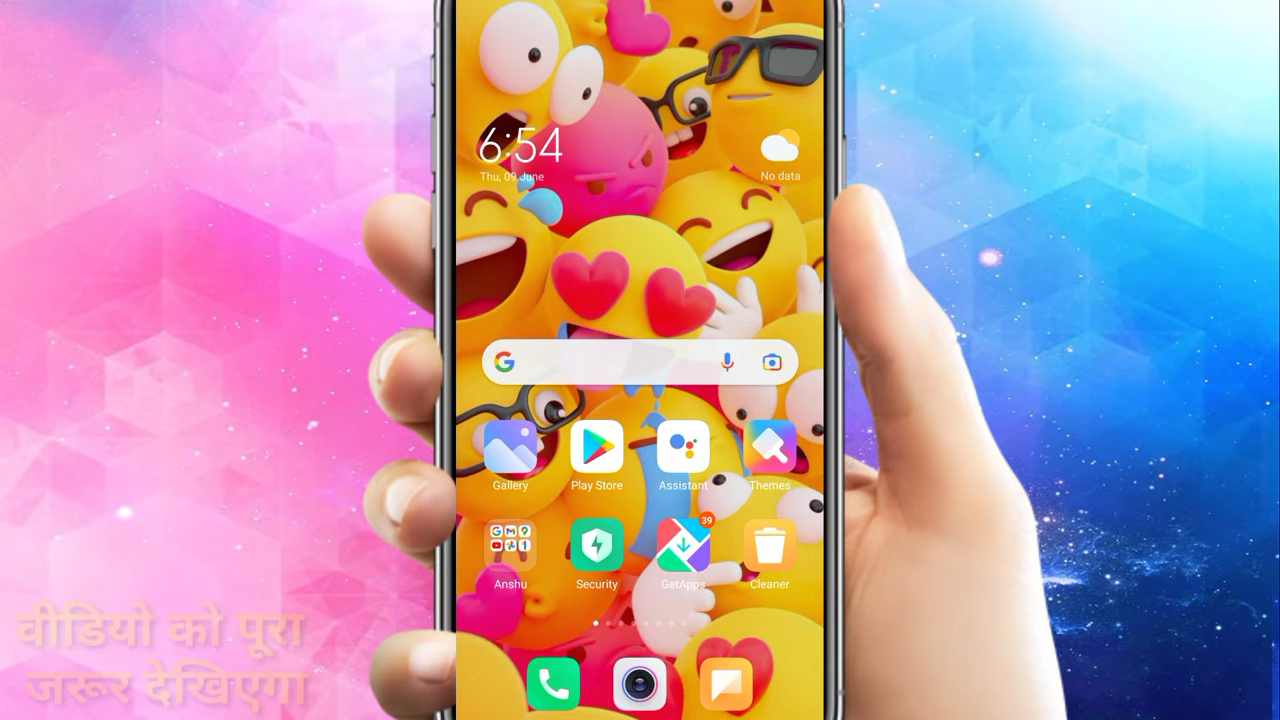 6:54
Thu, 09 June
No data
Gallery
Play Store
Assistant
Themes
39
Anshu
Security
GetApps
Cleaner
वीडियो को पूरा
जरूर देखिएगा